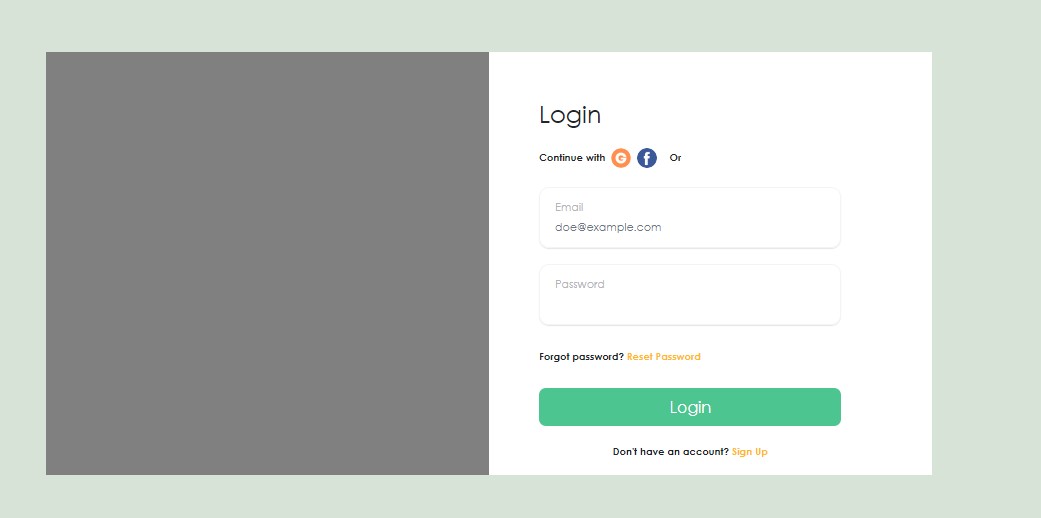 Login
Continue with G f Or
Email
doe@example.com
Password
Forgot password? Reset Password
Login
Don't have an account? Sign Up